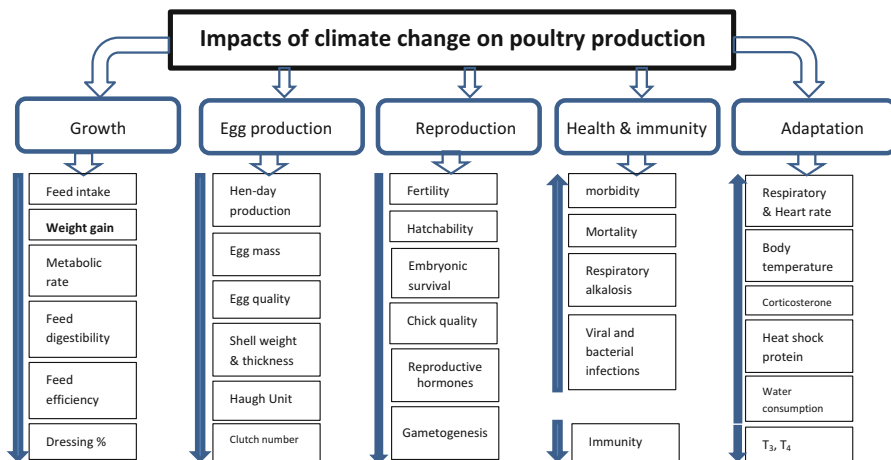 Impacts of climate change on poultry production
Growth
Feed intake
Weight gain
Metabolic
rate
Feed
digestibility
Feed
efficiency
Dressing %
Egg production
Hen-day
production
Egg mass
Egg quality
Shell weight
& thickness
Haugh Unit
Clutch number
Reproduction
Fertility
Hatchability
Embryonic
survival
Chick quality
Reproductive
hormones
Gametogenesis
Health & immunity
morbidity
Mortality
Respiratory
alkalosis
Viral and
bacterial
infections
Immunity
Adaptation
Respiratory
& Heart rate
Body
temperature
Corticosterone
Heat shock
protein
Water
consumption
T₃, T₄